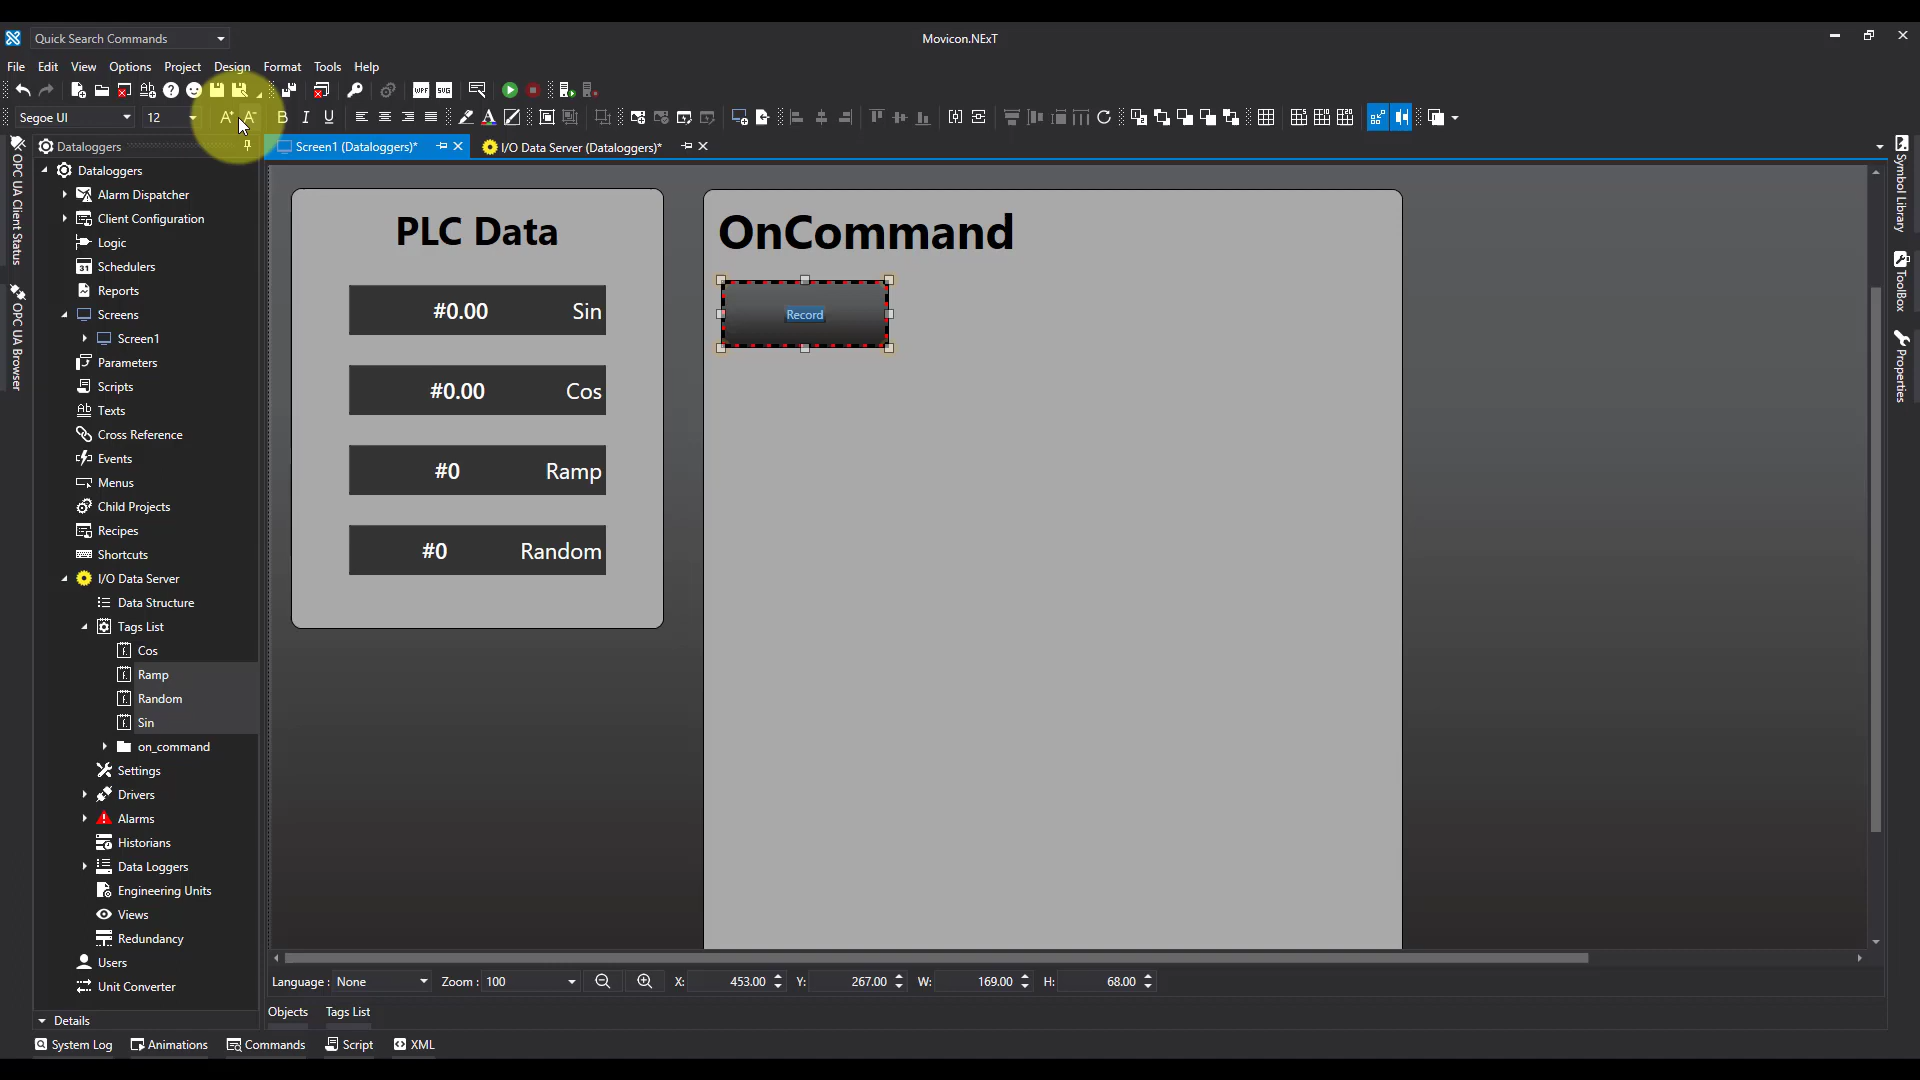 Quick Search Commands
Movicon.NExT
File Edit View Options Project Design Format Tools Help
WPF SVG
Segoe UI 12 A+ A- B I U
Dataloggers
Screen1 (Dataloggers)*
I/O Data Server (Dataloggers)*
OPC UA Client Status
OPC UA Browser
Dataloggers
Alarm Dispatcher
Client Configuration
Logic
31 Schedulers
Reports
Screens
Screen1
Parameters
Scripts
Ab Texts
Cross Reference
Events
Menus
Child Projects
Recipes
Shortcuts
I/O Data Server
Data Structure
Tags List
Cos
Ramp
Random
Sin
on_command
Settings
Drivers
Alarms
Historians
Data Loggers
Engineering Units
Views
Redundancy
Users
Unit Converter
Details
PLC Data
#0.00 Sin
#0.00 Cos
#0 Ramp
#0 Random
OnCommand
Record
Symbol Library
ToolBox
Properties
Language : None Zoom : 100 X: 453.00 Y: 267.00 W: 169.00 H: 68.00
Objects Tags List
System Log Animations Commands Script XML